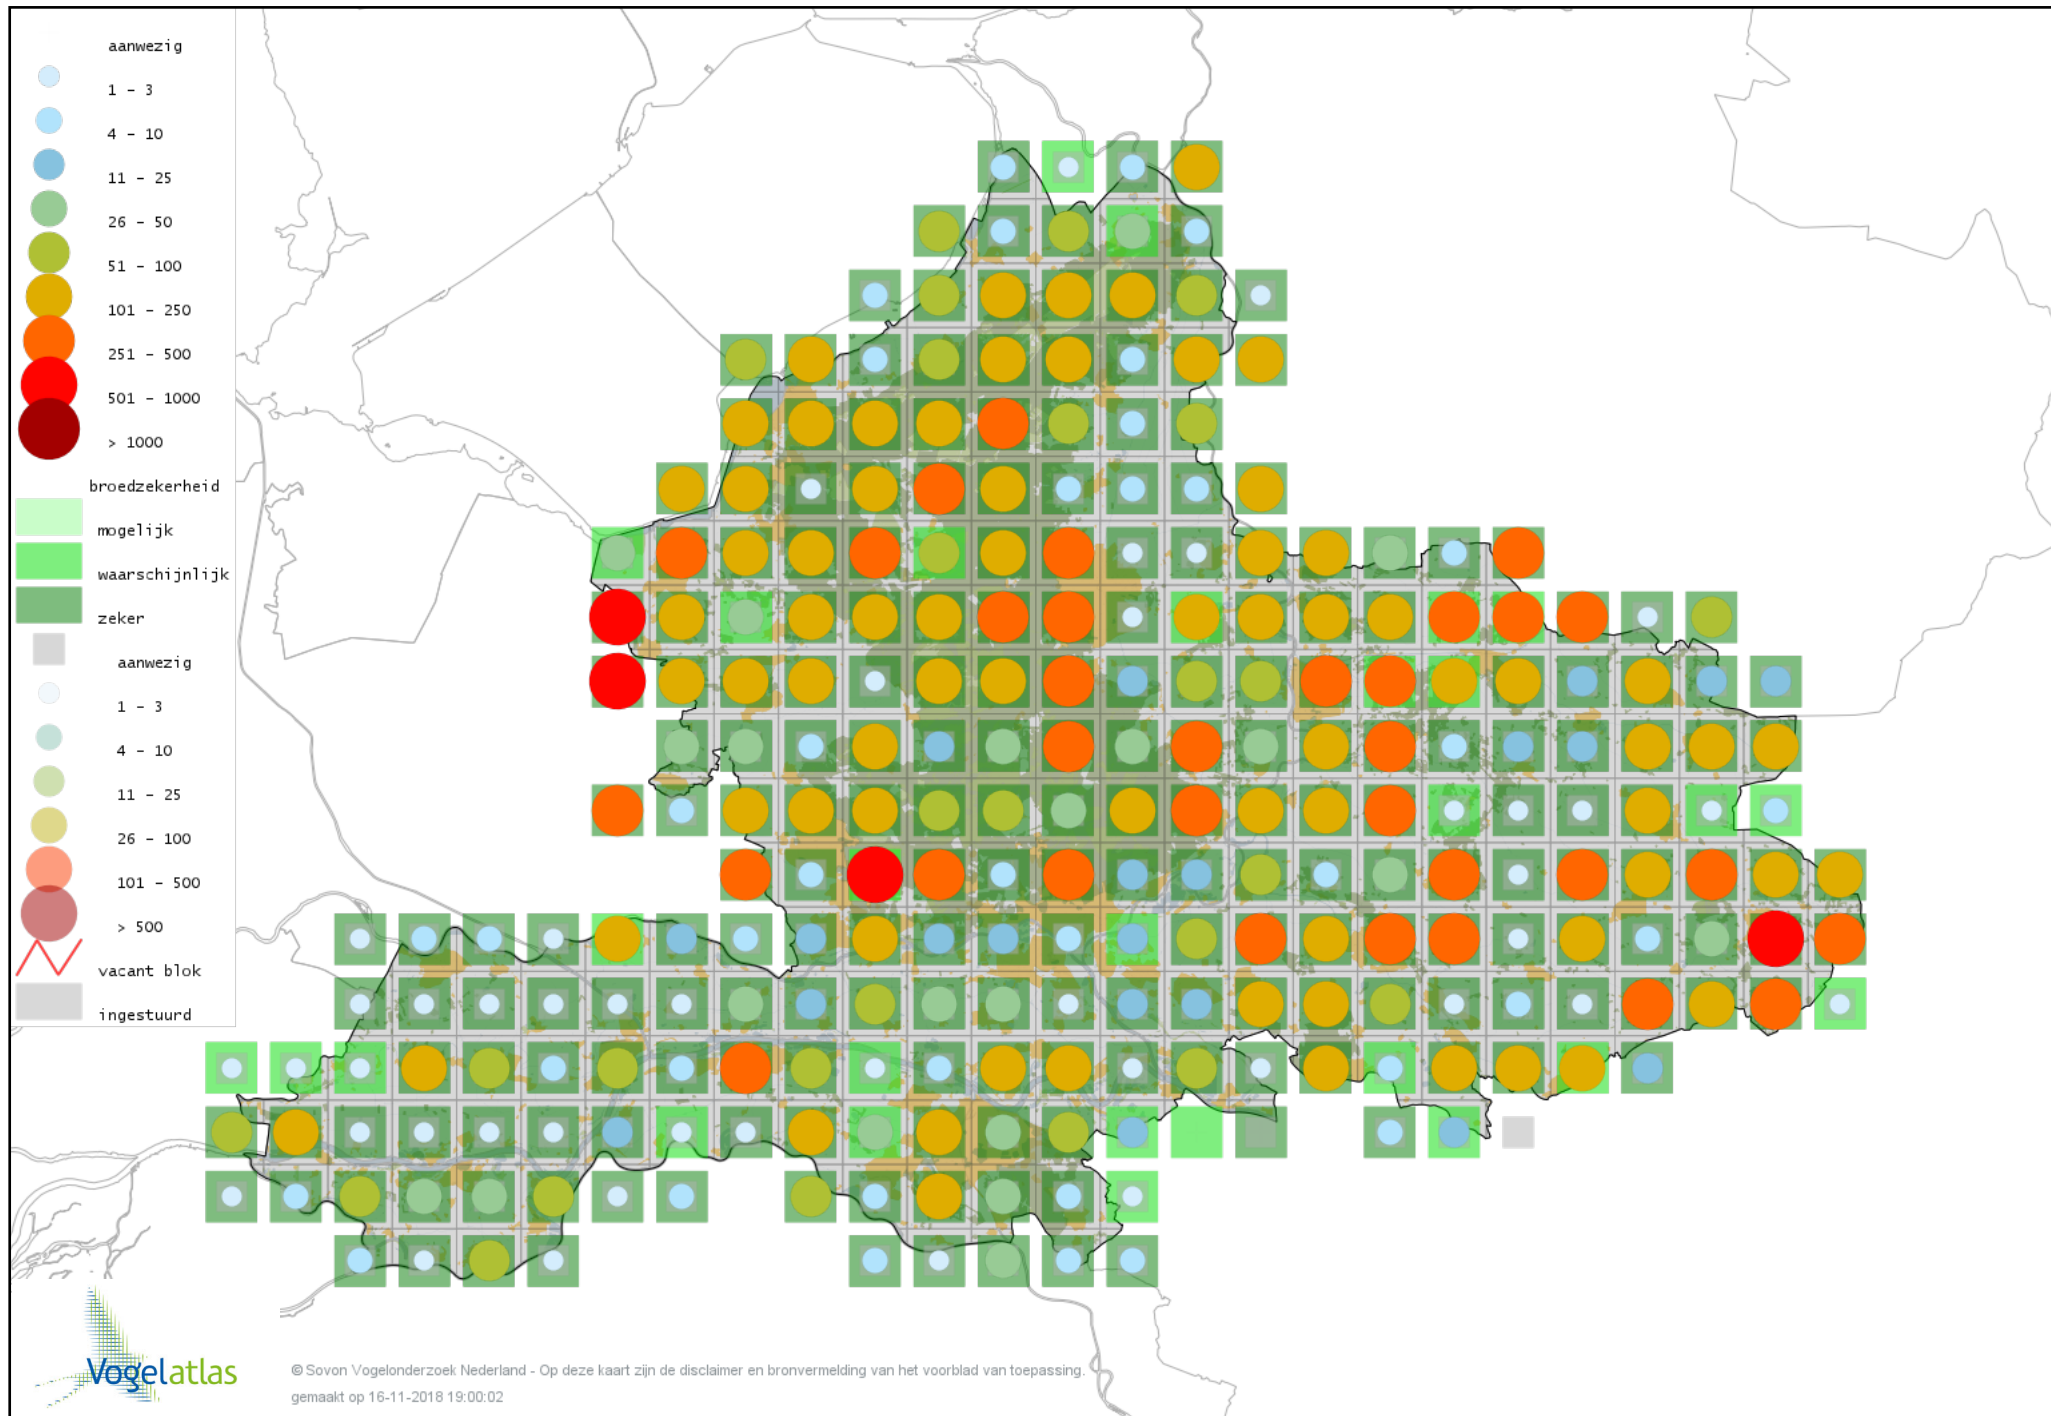 aanwezig
1 - 3
4 - 10
11 - 25
26 - 50
51 - 100
101 - 250
251 - 500
501 - 1000
> 1000
broedzekerheid
mogelijk
waarschijnlijk
zeker
aanwezig
1 - 3
4 - 10
11 - 25
26 - 100
101 - 500
> 500
vacant blok
ingestuurd
Vogelatlas
© Sovon Vogelonderzoek Nederland - Op deze kaart zijn de disclaimer en bronvermelding van het voorblad van toepassing.
gemaakt op 16-11-2018 19:00:02